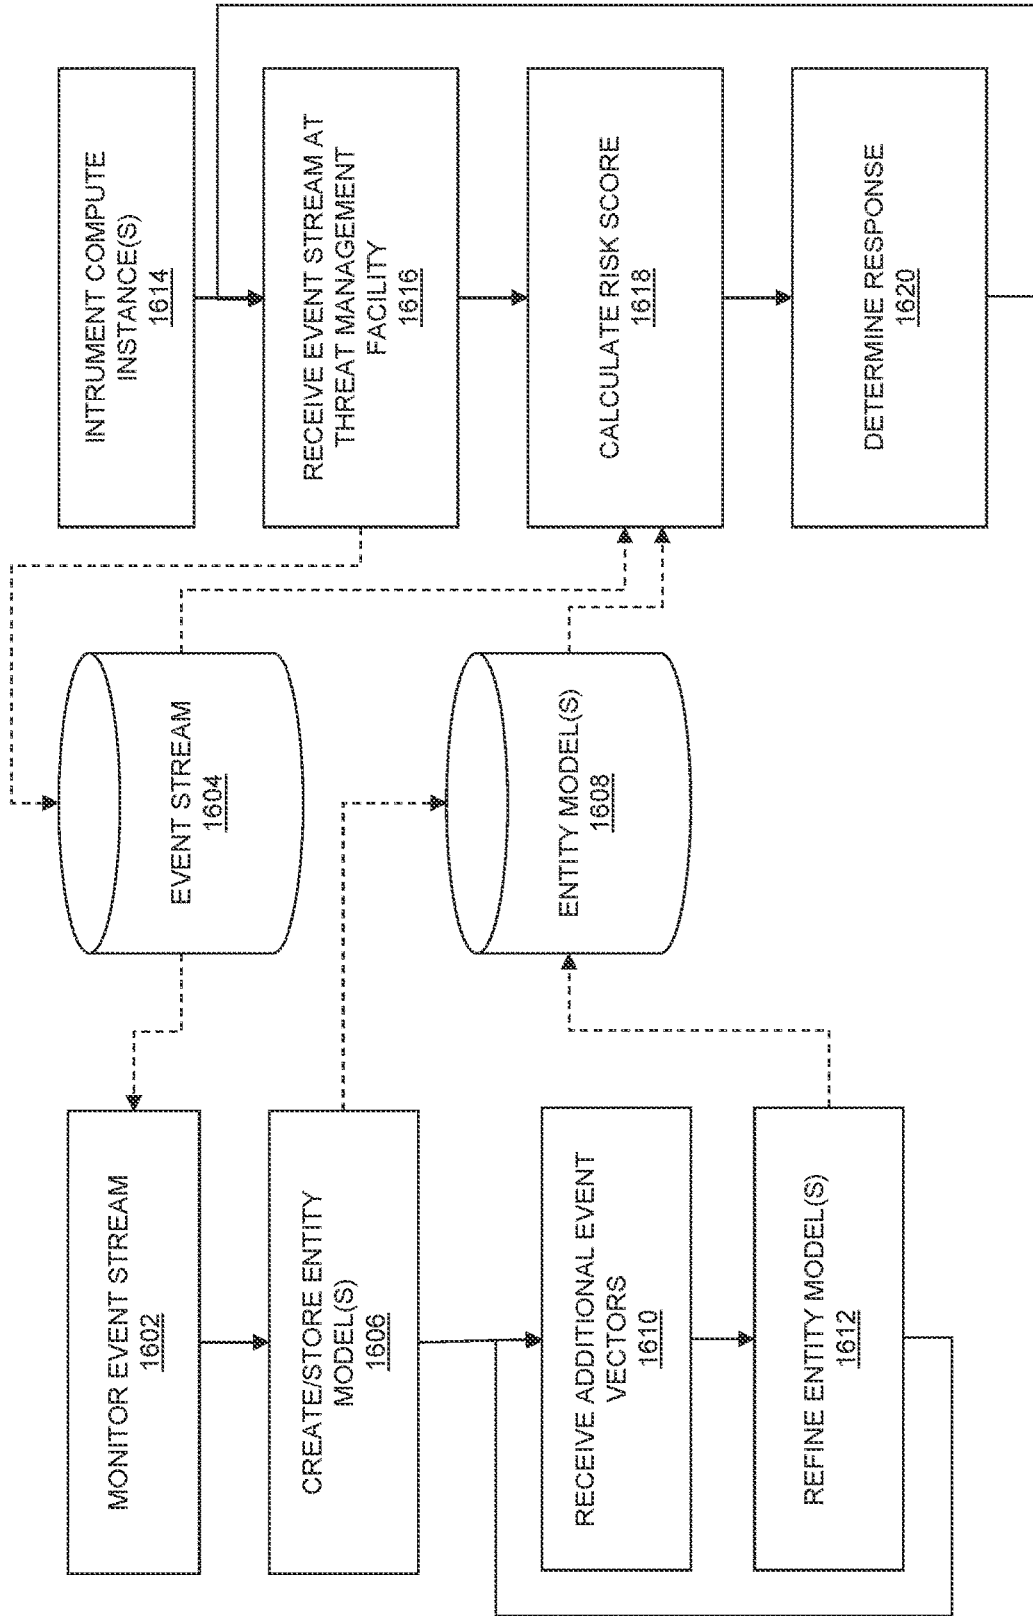 MONITOR EVENT STREAM
1602
CREATE/STORE ENTITY
MODEL(S)
1606
RECEIVE ADDITIONAL EVENT
VECTORS
1610
REFINE ENTITY MODEL(S)
1612
EVENT STREAM
1604
ENTITY MODEL(S)
1608
INTRUMENT COMPUTE
INSTANCE(S)
1614
RECEIVE EVENT STREAM AT
THREAT MANAGEMENT
FACILITY
1616
CALCULATE RISK SCORE
1618
DETERMINE RESPONSE
1620